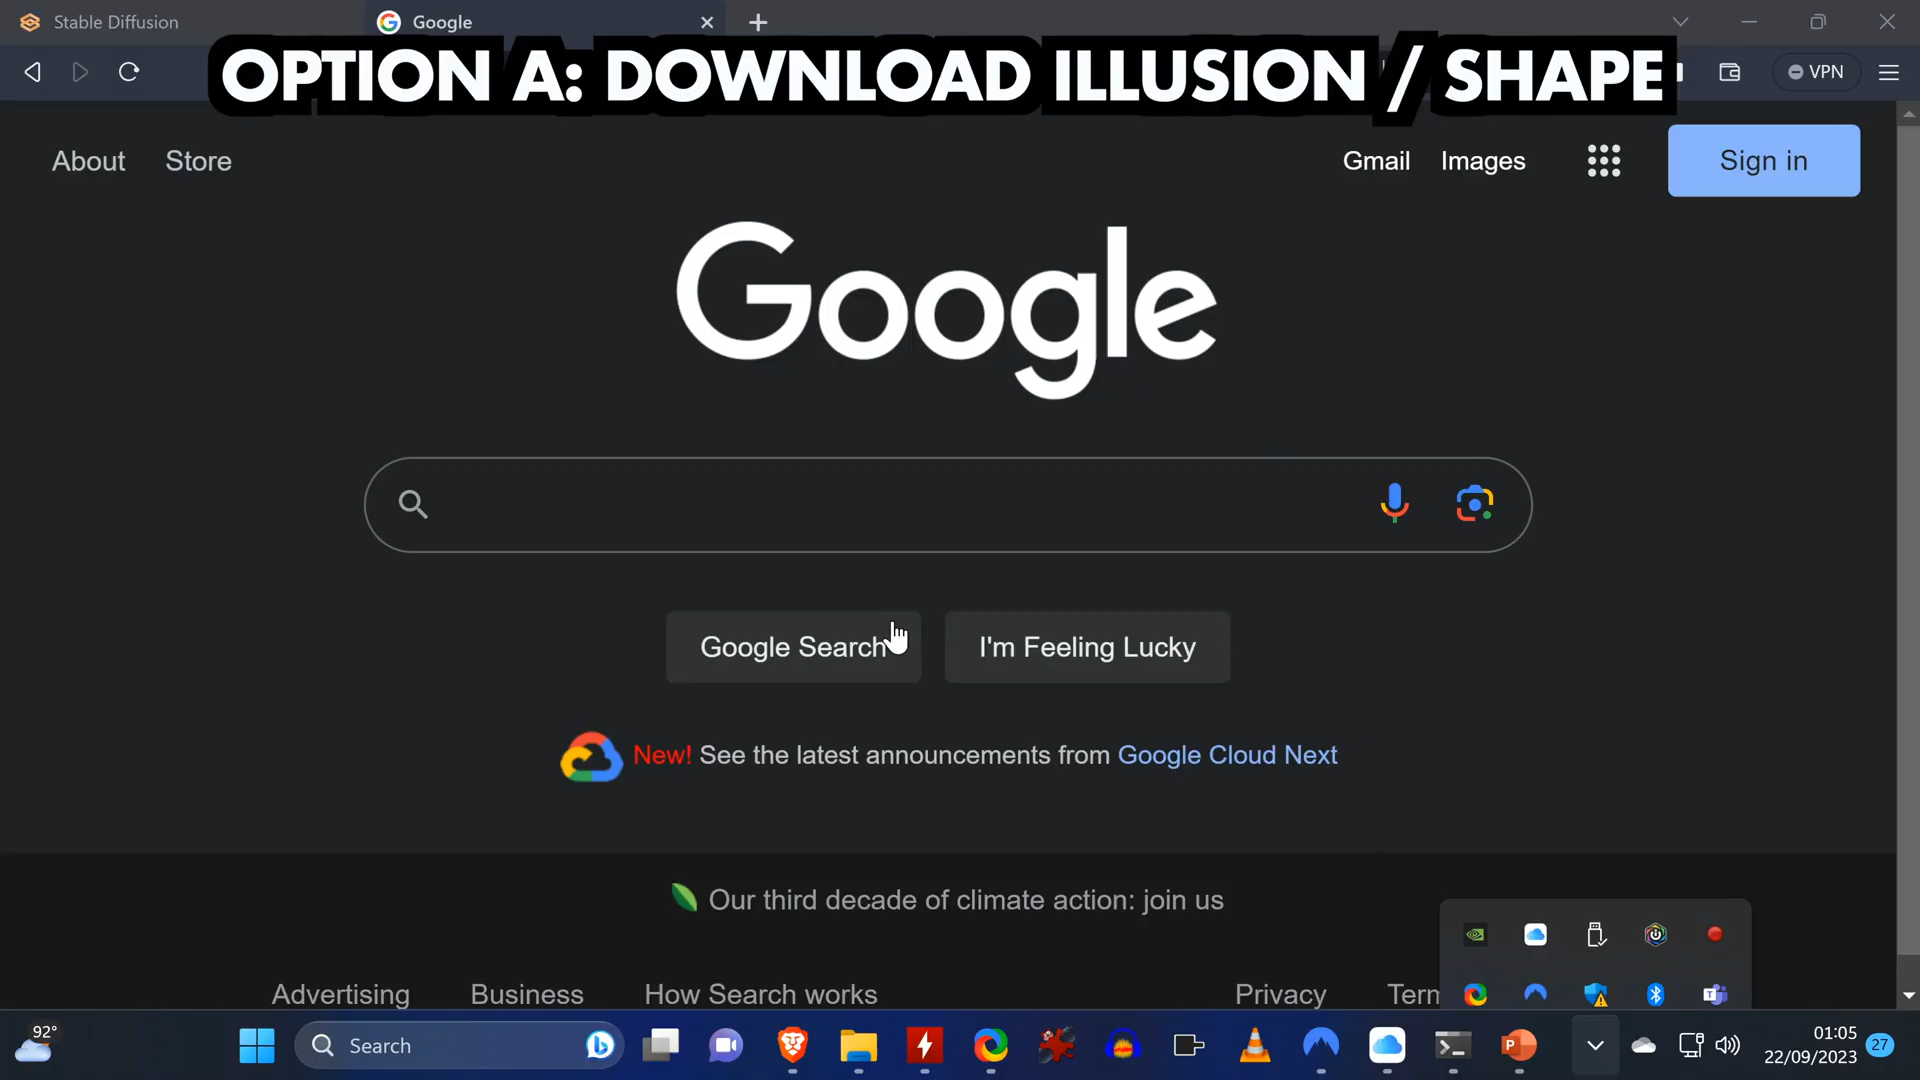 Stable Diffusion
Google
OPTION A: DOWNLOAD ILLUSION / SHAPE
VPN
About Store
Gmail Images Sign in
Google
Google Search
I'm Feeling Lucky
New! See the latest announcements from Google Cloud Next
Our third decade of climate action: join us
Advertising Business How Search works
Privacy Term
92°
Search
01:05
22/09/2023
27